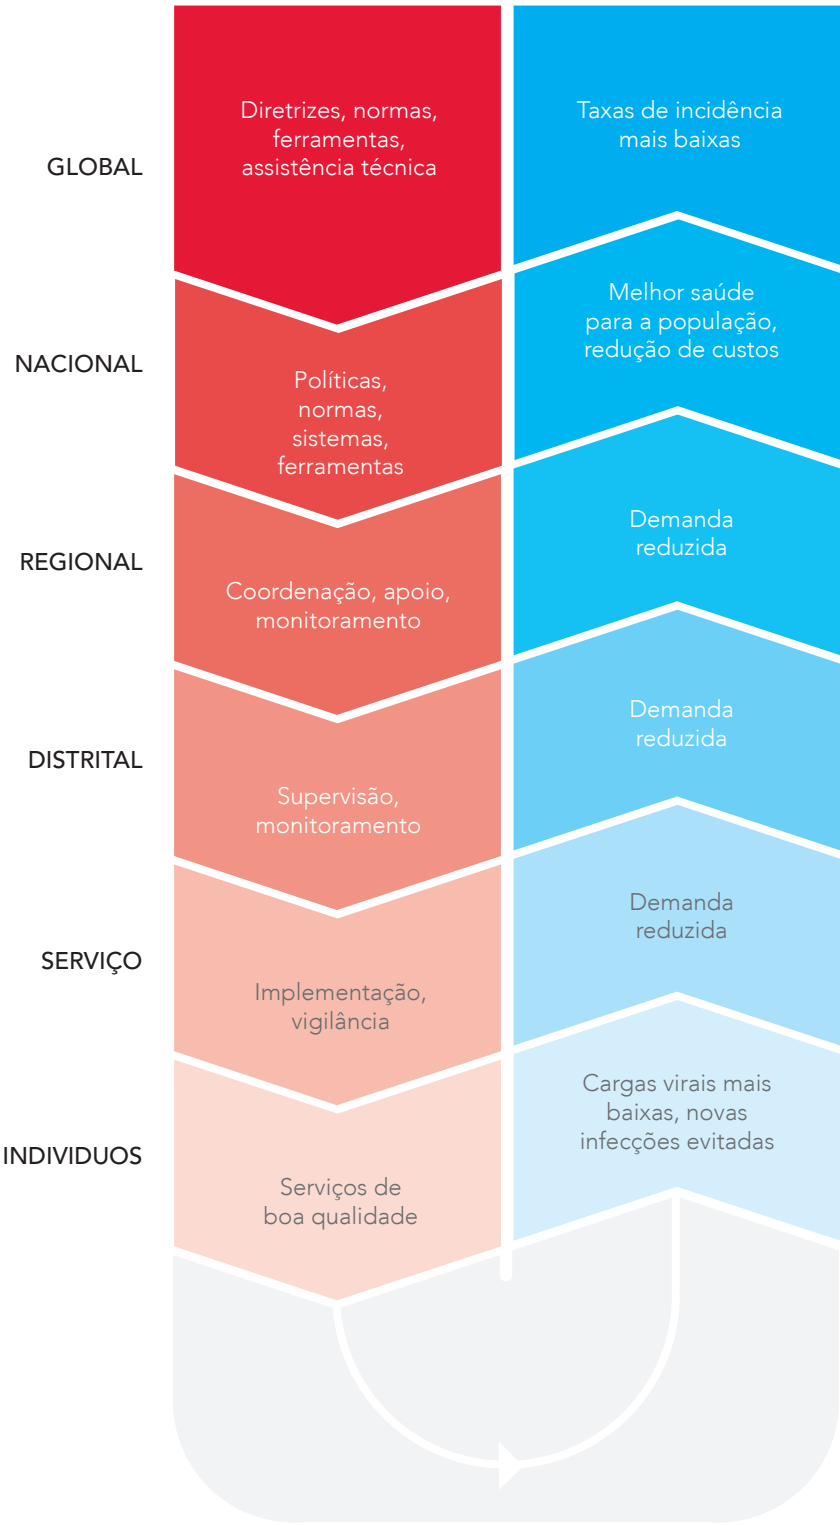 GLOBAL
Diretrizes, normas,
ferramentas,
assistência técnica
Taxas de incidência
mais baixas
NACIONAL
Políticas,
normas,
sistemas,
ferramentas
Melhor saúde
para a população,
redução de custos
REGIONAL
Coordenação, apoio,
monitoramento
Demanda
reduzida
DISTRITAL
Supervisão,
monitoramento
Demanda
reduzida
SERVIÇO
Implementação,
vigilância
Demanda
reduzida
INDIVIDUOS
Serviços de
boa qualidade
Cargas virais mais
baixas, novas
infecções evitadas